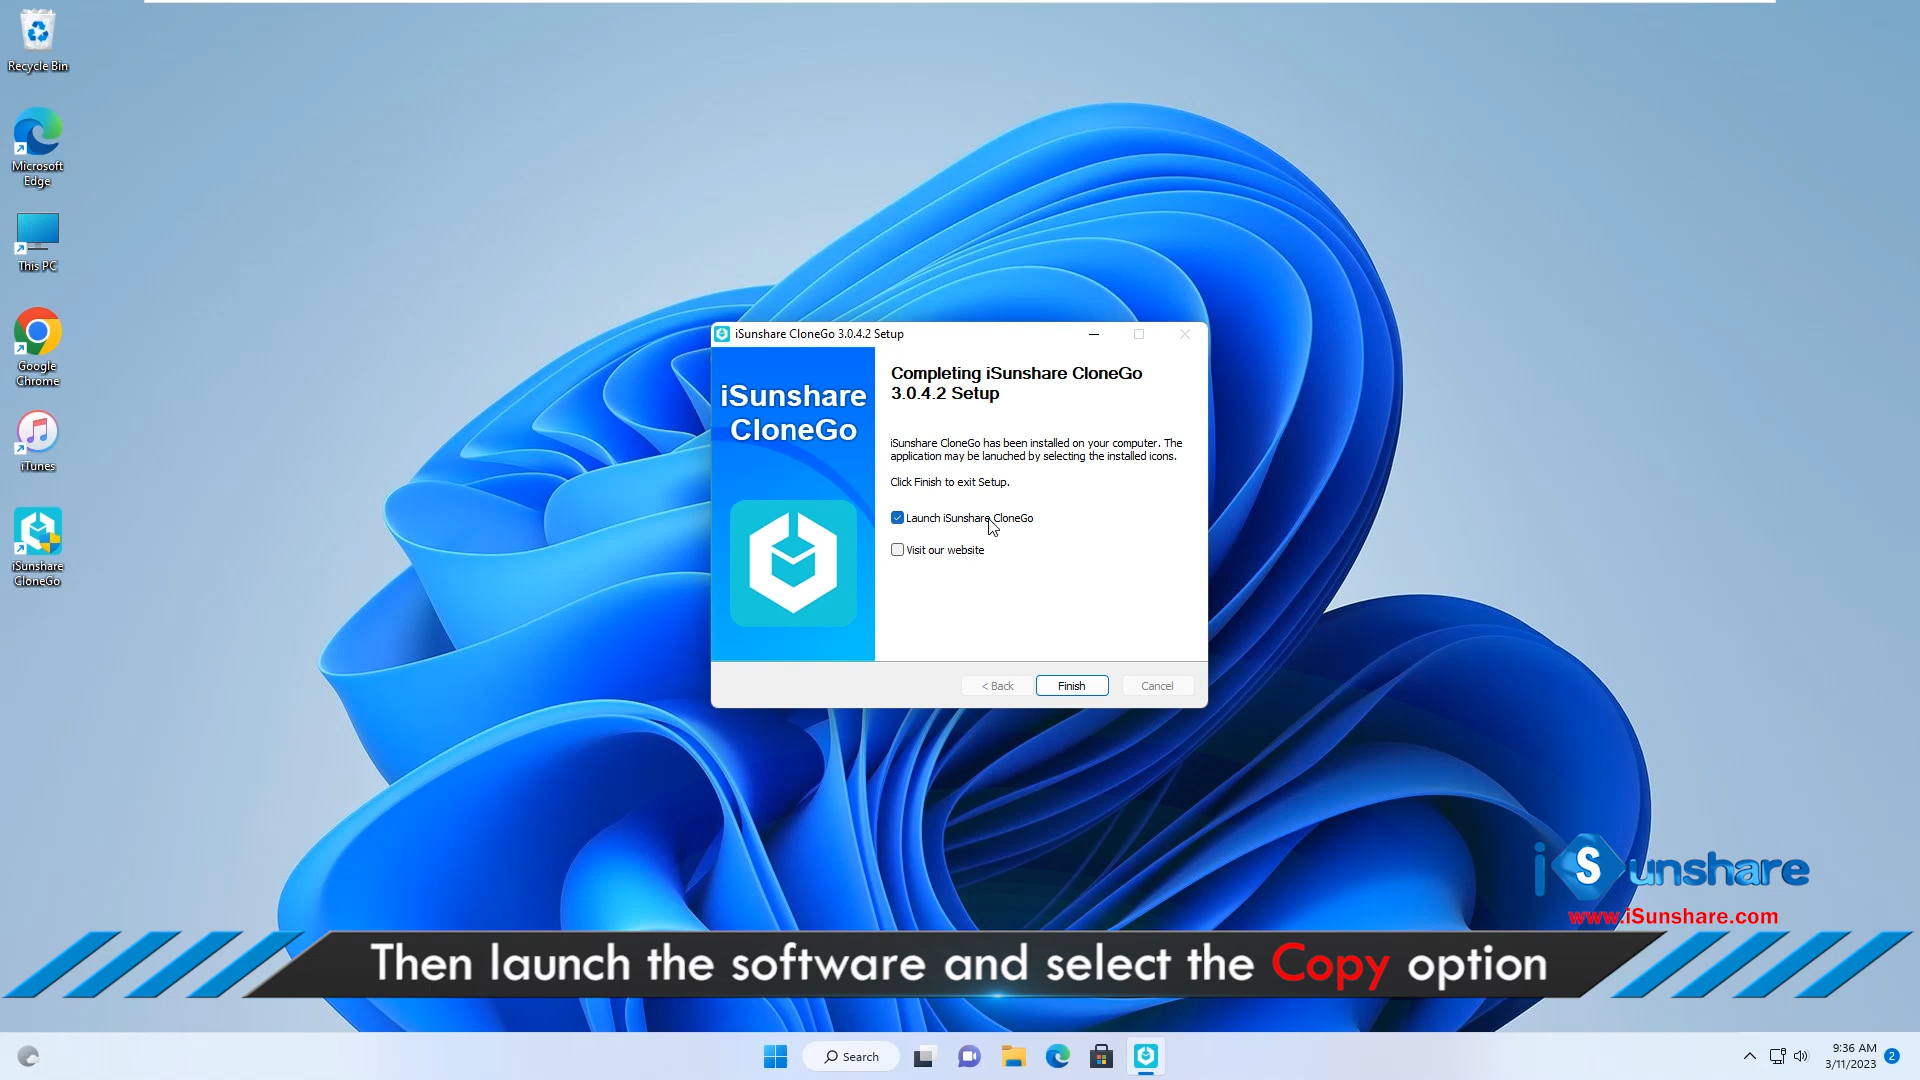 Recycle Bin
Microsoft
Edge
This PC
Google
Chrome
iTunes
iSunshare
CloneGo
iSunshare CloneGo 3.0.4.2 Setup
iSunshare
CloneGo
Completing iSunshare CloneGo
3.0.4.2 Setup
iSunshare CloneGo has been installed on your computer. The
application may be lanuched by selecting the installed icons.
Click Finish to exit Setup.
Launch iSunshare CloneGo
Visit our website
< Back
Finish
Cancel
iSunshare
www.iSunshare.com
Then launch the software and select the Copy option
Search
9:36 AM
3/11/2023
2